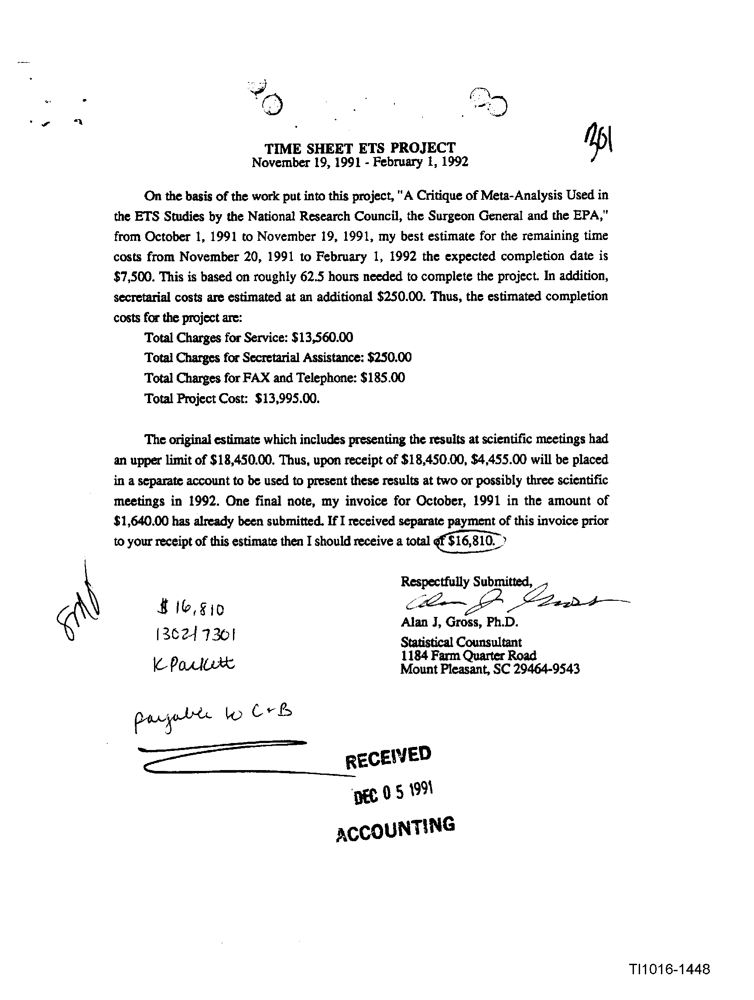 301
TIME SHEET ETS PROJECT
November 19, 1991 - February 1, 1992
On the basis of the work put into this project, "A Critique of Meta-Analysis Used in
the ETS Studies by the National Research Council, the Surgeon General and the EPA,"
from October 1, 1991 to November 19, 1991, my best estimate for the remaining time
costs from November 20, 1991 to February 1, 1992 the expected completion date is
$7,500. This is based on roughly 62.5 hours needed to complete the project. In addition,
secretarial costs are estimated at an additional $250.00. Thus, the estimated completion
costs for the project are:
Total Charges for Service: $13,560.00
Total Charges for Secretarial Assistance: $250.00
Total Charges for FAX and Telephone: $185.00
Total Project Cost: $13,995.00.
The original estimate which includes presenting the results at scientific meetings had
an upper limit of $18,450.00. Thus, upon receipt of $18,450.00, $4,455.00 will be placed
in a separate account to be used to present these results at two or possibly three scientific
meetings in 1992. One final note, my invoice for October, 1991 in the amount of
$1,640.00 has already been submitted. If I received separate payment of this invoice prior
to your receipt of this estimate then I should receive a total of $16,810.
Respectfully Submitted,
Alan J, Gross, Ph.D.
Statistical Counsultant
1184 Farm Quarter Road
Mount Pleasant, SC 29464-9543
$16,810
1302-17301
K Packett
payable to C+B
RECEIVED
DEC 05 1991
ACCOUNTING
TI1016-1448